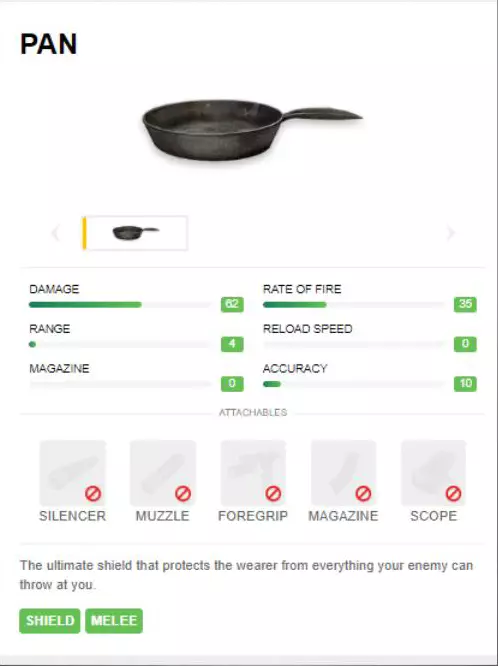 PAN
DAMAGE
62
RATE OF FIRE
35
RANGE
4
RELOAD SPEED
0
MAGAZINE
0
ACCURACY
10
ATTACHABLES
SILENCER MUZZLE FOREGRIP MAGAZINE SCOPE
The ultimate shield that protects the wearer from everything your enemy can
throw at you.
SHIELD MELEE